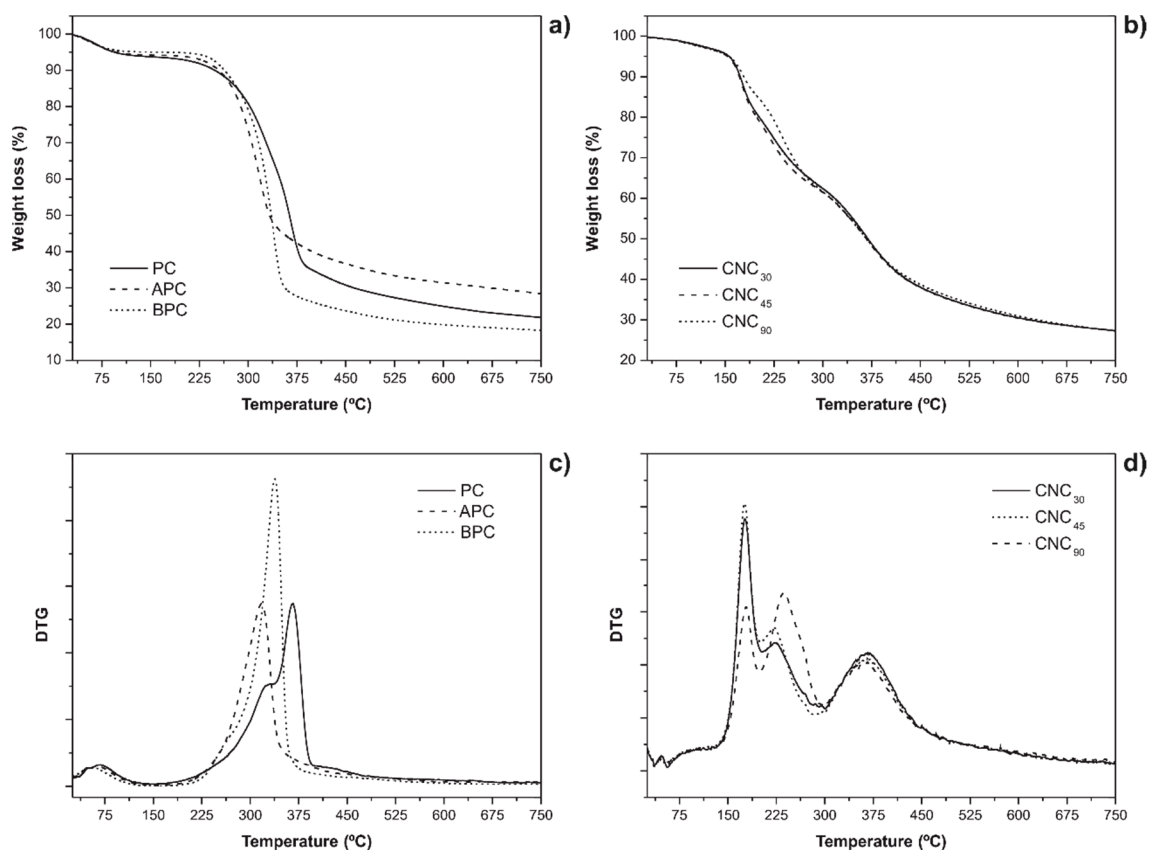 a)
100
90
80
70
60
50
40
30
20
10
Weight loss (%)
PC
APC
BPC
75 150 225 300 375 450 525 600 675 750
Temperature (ºC)
b)
100
90
80
70
60
50
40
30
20
Weight loss (%)
CNC30
CNC45
CNC90
75 150 225 300 375 450 525 600 675 750
Temperature (ºC)
c)
DTG
PC
APC
BPC
75 150 225 300 375 450 525 600 675 750
Temperature (ºC)
d)
DTG
CNC30
CNC45
CNC90
75 150 225 300 375 450 525 600 675 750
Temperature (ºC)